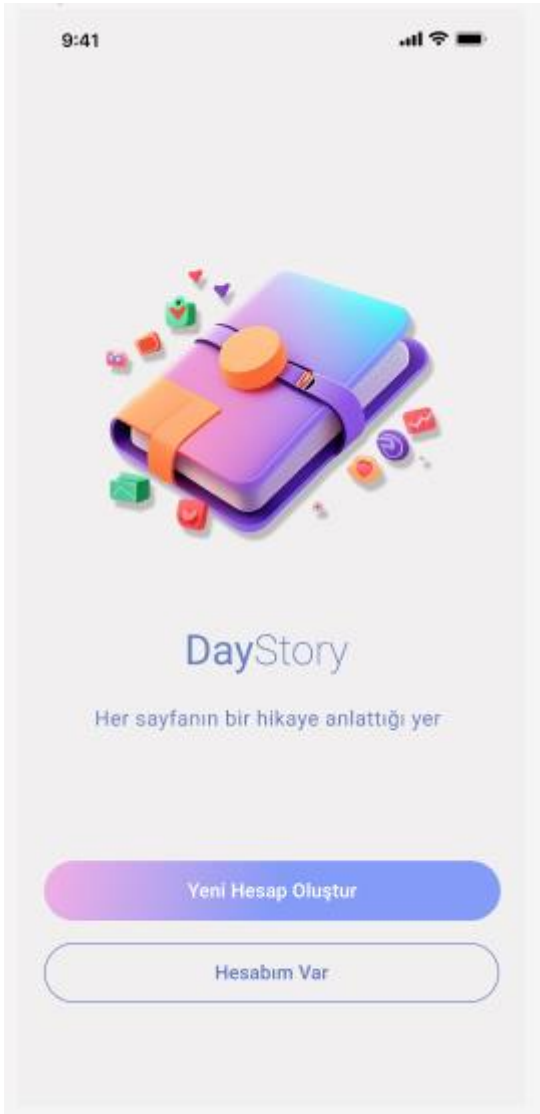 9:41
DayStory
Her sayfanın bir hikaye anlattığı yer
Yeni Hesap Oluştur
Hesabım Var